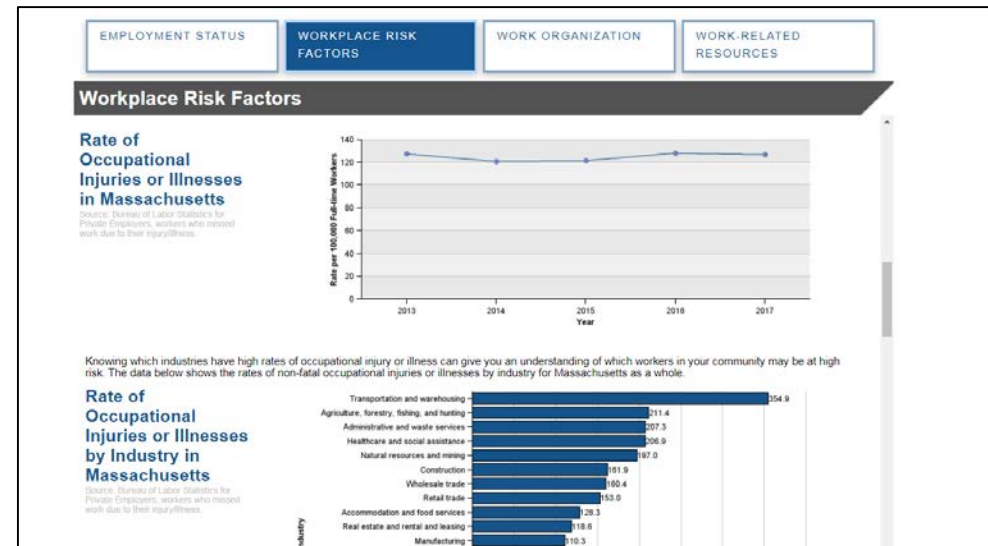 EMPLOYMENT STATUS
WORKPLACE RISK
FACTORS
WORK ORGANIZATION
WORK-RELATED
RESOURCES
Workplace Risk Factors
Rate of
Occupational
Injuries or Illnesses
in Massachusetts
Source: Bureau of Labor Statistics for
Private Employers, workers who missed
work due to their injury/illness.
Rate per 100,000 Full-time Workers
140
120
100
80
60
40
20
0
2013 2014 2015 2016 2017
Year
Knowing which industries have high rates of occupational injury or illness can give you an understanding of which workers in your community may be at high
risk. The data below shows the rates of non-fatal occupational injuries or illnesses by industry for Massachusetts as a whole.
Rate of
Occupational
Injuries or Illnesses
by Industry in
Massachusetts
Source: Bureau of Labor Statistics for
Private Employers, workers who missed
work due to their injury/illness.
Transportation and warehousing 354.9
Agriculture, forestry, fishing, and hunting 211.4
Administrative and waste services 207.3
Healthcare and social assistance 206.9
Natural resources and mining 197.0
Construction 161.9
Wholesale trade 160.4
Retail trade 153.0
Accommodation and food services 128.3
Real estate and rental and leasing 118.6
Manufacturing 110.3